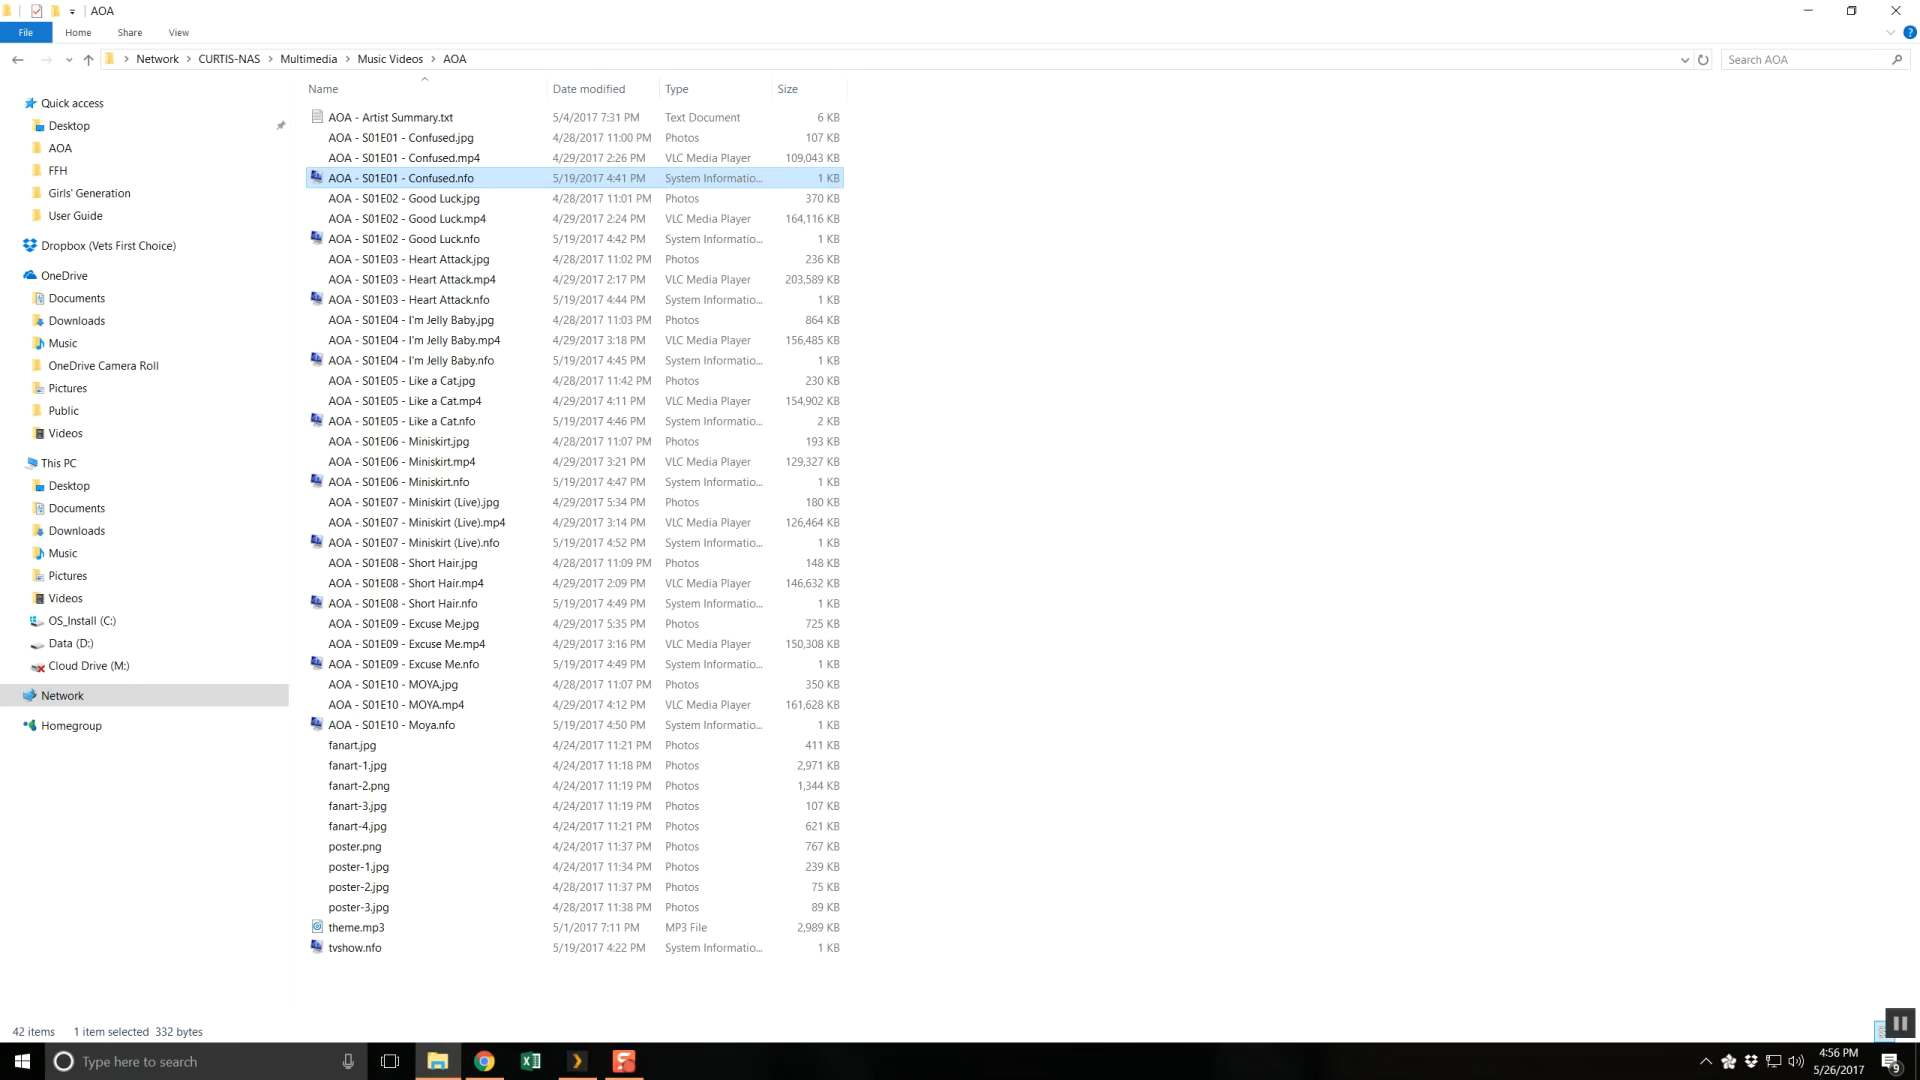 AOA
File Home Share View
Network > CURTIS-NAS > Multimedia > Music Videos > AOA
Search AOA
Name Date modified Type Size
Quick access
Desktop
AOA
FFH
Girls' Generation
User Guide
Dropbox (Vets First Choice)
OneDrive
Documents
Downloads
Music
OneDrive Camera Roll
Pictures
Public
Videos
This PC
Desktop
Documents
Downloads
Music
Pictures
Videos
OS_Install (C:)
Data (D:)
Cloud Drive (M:)
Network
Homegroup
AOA - Artist Summary.txt 5/4/2017 7:31 PM Text Document 6 KB
AOA - S01E01 - Confused.jpg 4/28/2017 11:00 PM Photos 107 KB
AOA - S01E01 - Confused.mp4 4/29/2017 2:26 PM VLC Media Player 109,043 KB
AOA - S01E01 - Confused.nfo 5/19/2017 4:41 PM System Informatio... 1 KB
AOA - S01E02 - Good Luck.jpg 4/28/2017 11:01 PM Photos 370 KB
AOA - S01E02 - Good Luck.mp4 4/29/2017 2:24 PM VLC Media Player 164,116 KB
AOA - S01E02 - Good Luck.nfo 5/19/2017 4:42 PM System Informatio... 1 KB
AOA - S01E03 - Heart Attack.jpg 4/28/2017 11:02 PM Photos 236 KB
AOA - S01E03 - Heart Attack.mp4 4/29/2017 2:17 PM VLC Media Player 203,589 KB
AOA - S01E03 - Heart Attack.nfo 5/19/2017 4:44 PM System Informatio... 1 KB
AOA - S01E04 - I'm Jelly Baby.jpg 4/28/2017 11:03 PM Photos 864 KB
AOA - S01E04 - I'm Jelly Baby.mp4 4/29/2017 3:18 PM VLC Media Player 156,485 KB
AOA - S01E04 - I'm Jelly Baby.nfo 5/19/2017 4:45 PM System Informatio... 1 KB
AOA - S01E05 - Like a Cat.jpg 4/28/2017 11:42 PM Photos 230 KB
AOA - S01E05 - Like a Cat.mp4 4/29/2017 4:11 PM VLC Media Player 154,902 KB
AOA - S01E05 - Like a Cat.nfo 5/19/2017 4:46 PM System Informatio... 2 KB
AOA - S01E06 - Miniskirt.jpg 4/28/2017 11:07 PM Photos 193 KB
AOA - S01E06 - Miniskirt.mp4 4/29/2017 3:21 PM VLC Media Player 129,327 KB
AOA - S01E06 - Miniskirt.nfo 5/19/2017 4:47 PM System Informatio... 1 KB
AOA - S01E07 - Miniskirt (Live).jpg 4/29/2017 5:34 PM Photos 180 KB
AOA - S01E07 - Miniskirt (Live).mp4 4/29/2017 3:14 PM VLC Media Player 126,464 KB
AOA - S01E07 - Miniskirt (Live).nfo 5/19/2017 4:52 PM System Informatio... 1 KB
AOA - S01E08 - Short Hair.jpg 4/28/2017 11:09 PM Photos 148 KB
AOA - S01E08 - Short Hair.mp4 4/29/2017 2:09 PM VLC Media Player 146,632 KB
AOA - S01E08 - Short Hair.nfo 5/19/2017 4:49 PM System Informatio... 1 KB
AOA - S01E09 - Excuse Me.jpg 4/29/2017 5:35 PM Photos 725 KB
AOA - S01E09 - Excuse Me.mp4 4/29/2017 3:16 PM VLC Media Player 150,308 KB
AOA - S01E09 - Excuse Me.nfo 5/19/2017 4:49 PM System Informatio... 1 KB
AOA - S01E10 - MOYA.jpg 4/28/2017 11:07 PM Photos 350 KB
AOA - S01E10 - MOYA.mp4 4/29/2017 4:12 PM VLC Media Player 161,628 KB
AOA - S01E10 - Moya.nfo 5/19/2017 4:50 PM System Informatio... 1 KB
fanart.jpg 4/24/2017 11:21 PM Photos 411 KB
fanart-1.jpg 4/24/2017 11:18 PM Photos 2,971 KB
fanart-2.png 4/24/2017 11:19 PM Photos 1,344 KB
fanart-3.jpg 4/24/2017 11:19 PM Photos 107 KB
fanart-4.jpg 4/24/2017 11:21 PM Photos 621 KB
poster.png 4/24/2017 11:37 PM Photos 767 KB
poster-1.jpg 4/24/2017 11:34 PM Photos 239 KB
poster-2.jpg 4/28/2017 11:37 PM Photos 75 KB
poster-3.jpg 4/28/2017 11:38 PM Photos 89 KB
theme.mp3 5/1/2017 7:11 PM MP3 File 2,989 KB
tvshow.nfo 5/19/2017 4:22 PM System Informatio... 1 KB
42 items 1 item selected 332 bytes
Type here to search
4:56 PM
5/26/2017
9